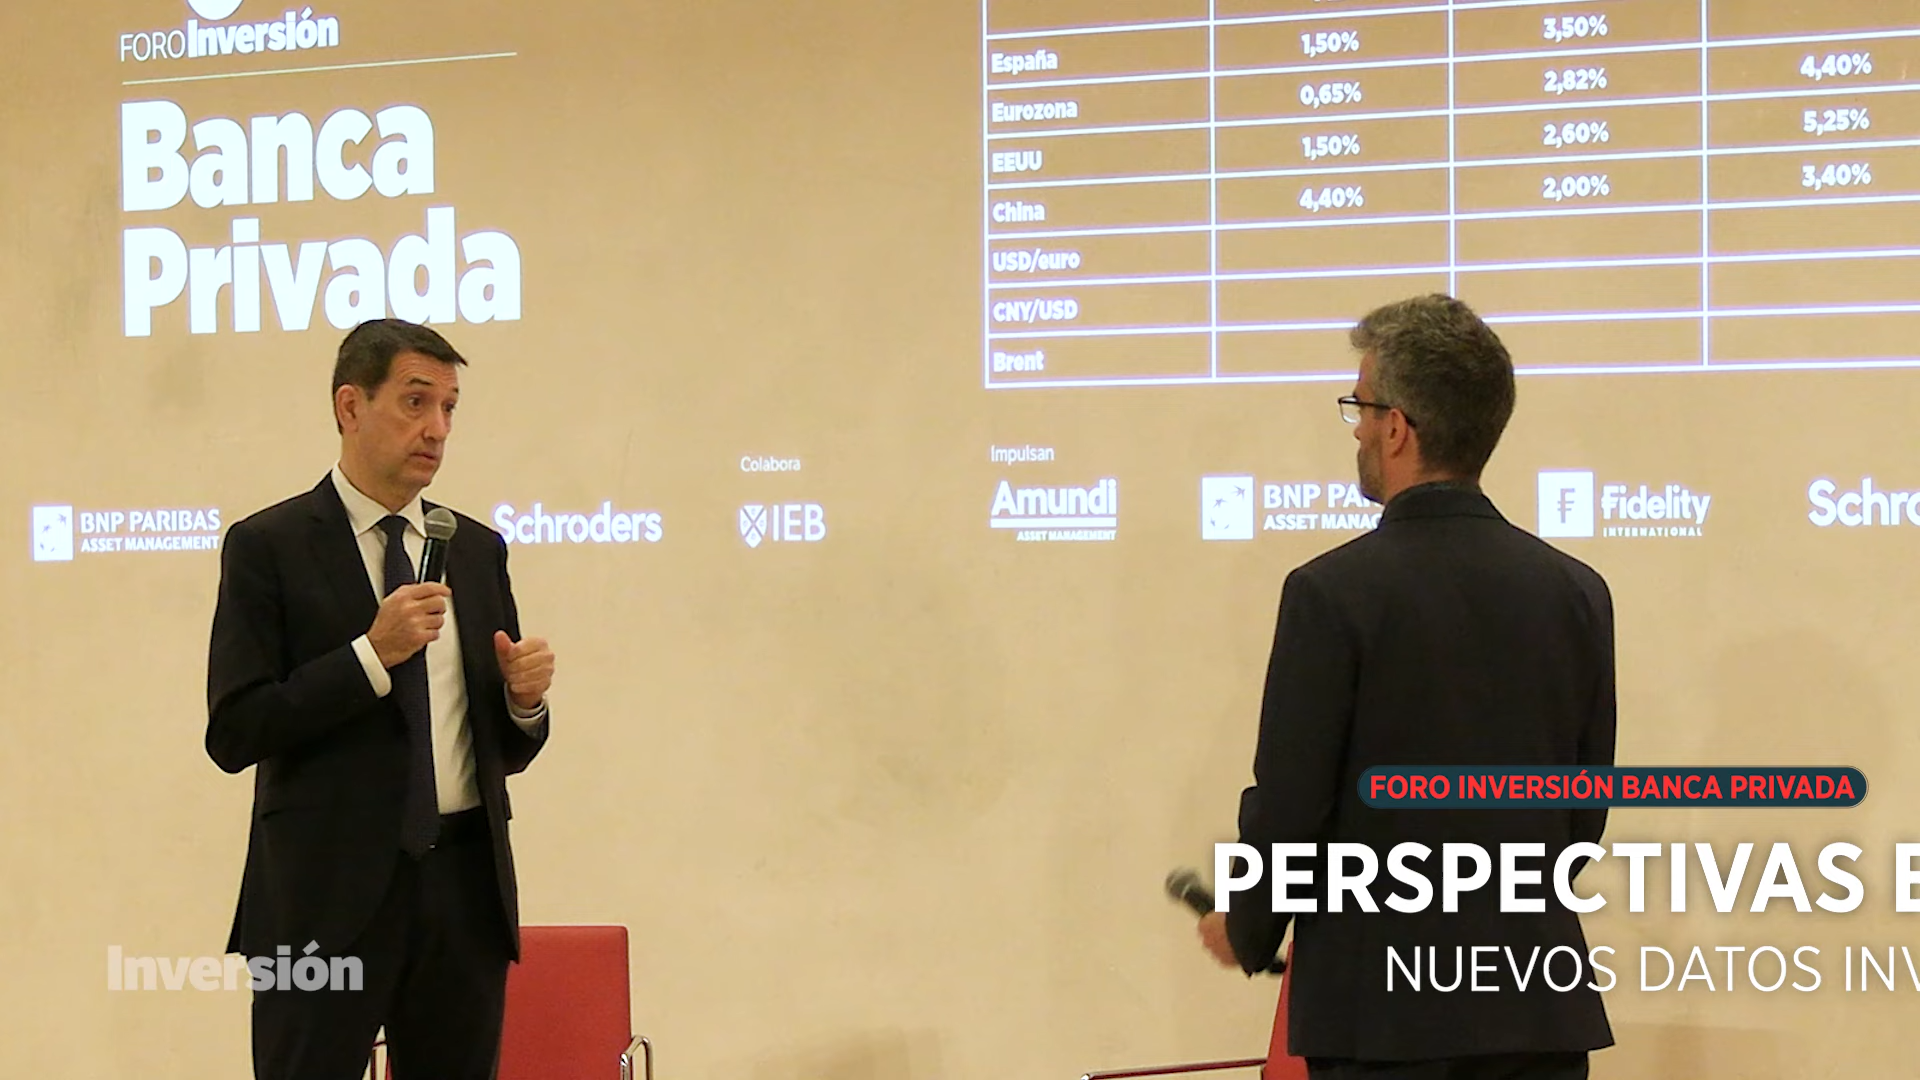 FORO Inversión
Banca
Privada
BNP PARIBAS
ASSET MANAGEMENT
Schroders
Colabora
IEB
3,50%
España 1,50% 2,82% 4,40%
Eurozona 0,65% 2,60% 5,25%
EEUU 1,50% 2,00% 3,40%
China 4,40%
USD/euro
CNY/USD
Brent
Impulsan
Amundi
ASSET MANAGEMENT
BNP PA
ASSET MANAG
Fidelity
INTERNATIONAL
Schro
FORO INVERSIÓN BANCA PRIVADA
PERSPECTIVAS E
NUEVOS DATOS INV
Inversión